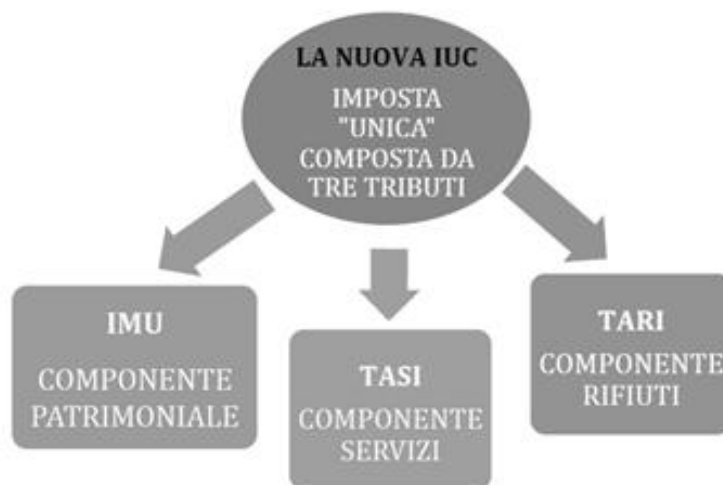 LA NUOVA IUC
IMPOSTA
"UNICA"
COMPOSTA DA
TRE TRIBUTI
IMU
COMPONENTE
PATRIMONIALE
TASI
COMPONENTE
SERVIZI
TARI
COMPONENTE
RIFIUTI